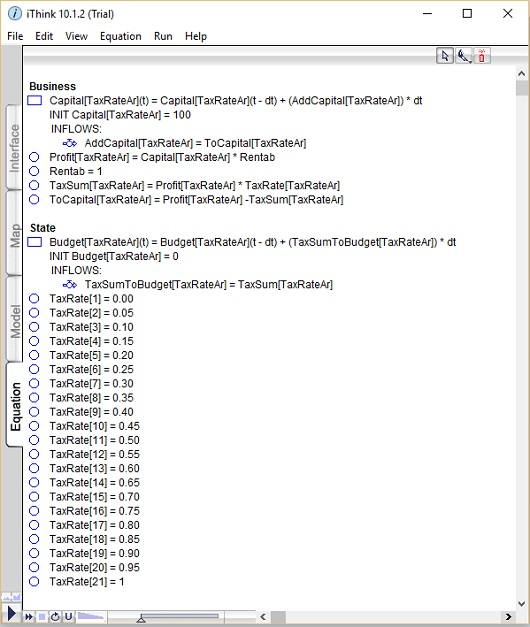 iThink 10.1.2 (Trial)
File Edit View Equation Run Help
Interface
Map
Model
Equation
Business
Capital[TaxRateAr](t) = Capital[TaxRateAr](t - dt) + (AddCapital[TaxRateAr]) * dt
INIT Capital[TaxRateAr] = 100
INFLOWS:
AddCapital[TaxRateAr] = ToCapital[TaxRateAr]
Profit[TaxRateAr] = Capital[TaxRateAr] * Rentab
Rentab = 1
TaxSum[TaxRateAr] = Profit[TaxRateAr] * TaxRate[TaxRateAr]
ToCapital[TaxRateAr] = Profit[TaxRateAr] -TaxSum[TaxRateAr]
State
Budget[TaxRateAr](t) = Budget[TaxRateAr](t - dt) + (TaxSumToBudget[TaxRateAr]) * dt
INIT Budget[TaxRateAr] = 0
INFLOWS:
TaxSumToBudget[TaxRateAr] = TaxSum[TaxRateAr]
TaxRate[1] = 0.00
TaxRate[2] = 0.05
TaxRate[3] = 0.10
TaxRate[4] = 0.15
TaxRate[5] = 0.20
TaxRate[6] = 0.25
TaxRate[7] = 0.30
TaxRate[8] = 0.35
TaxRate[9] = 0.40
TaxRate[10] = 0.45
TaxRate[11] = 0.50
TaxRate[12] = 0.55
TaxRate[13] = 0.60
TaxRate[14] = 0.65
TaxRate[15] = 0.70
TaxRate[16] = 0.75
TaxRate[17] = 0.80
TaxRate[18] = 0.85
TaxRate[19] = 0.90
TaxRate[20] = 0.95
TaxRate[21] = 1
U